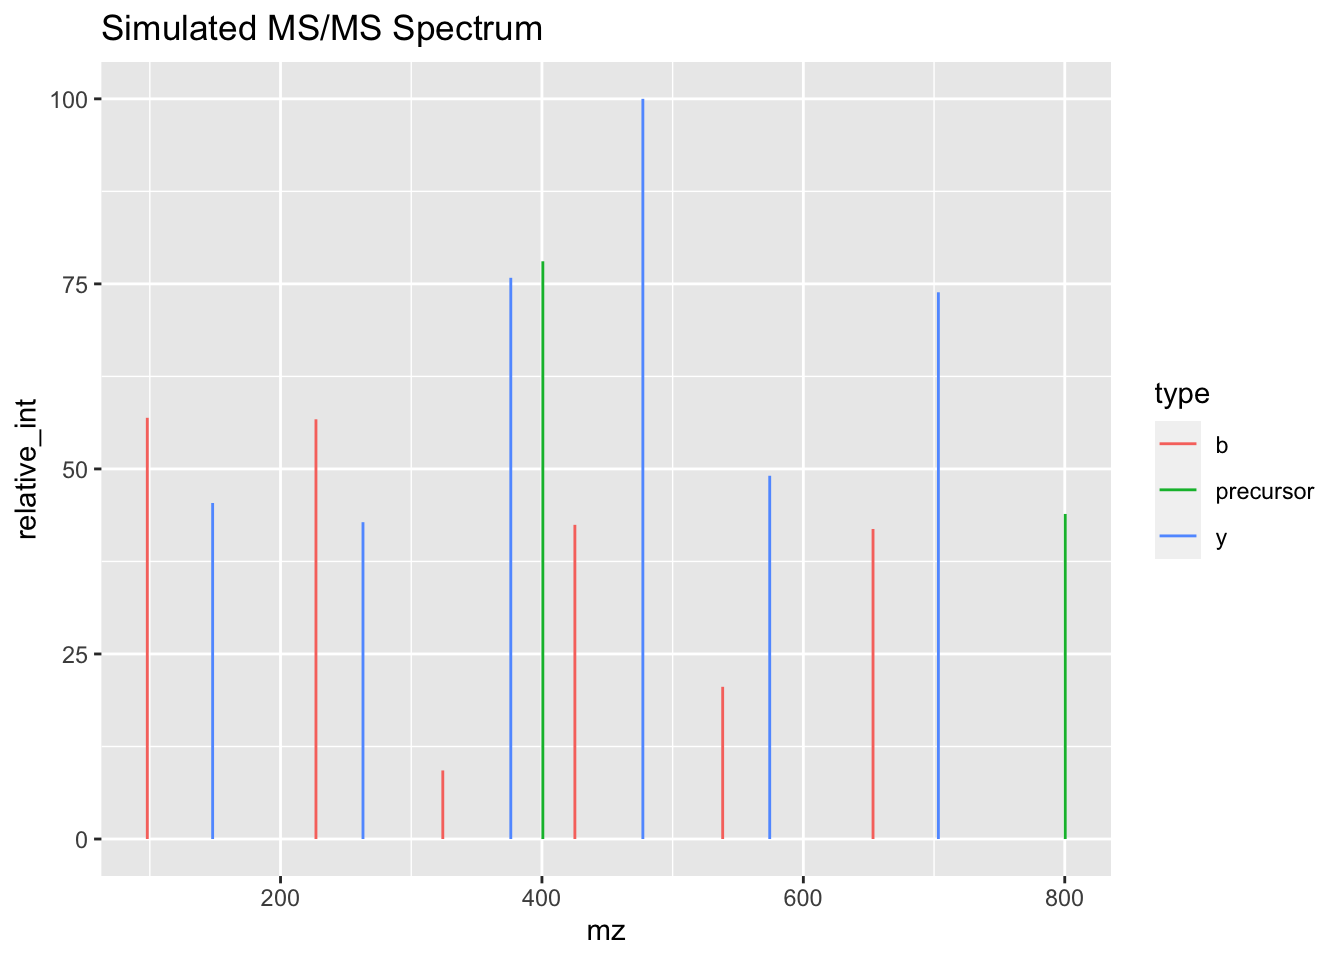 Simulated MS/MS Spectrum
100
75
50
25
0
relative_int
200
400
600
800
mz
type
b
precursor
y